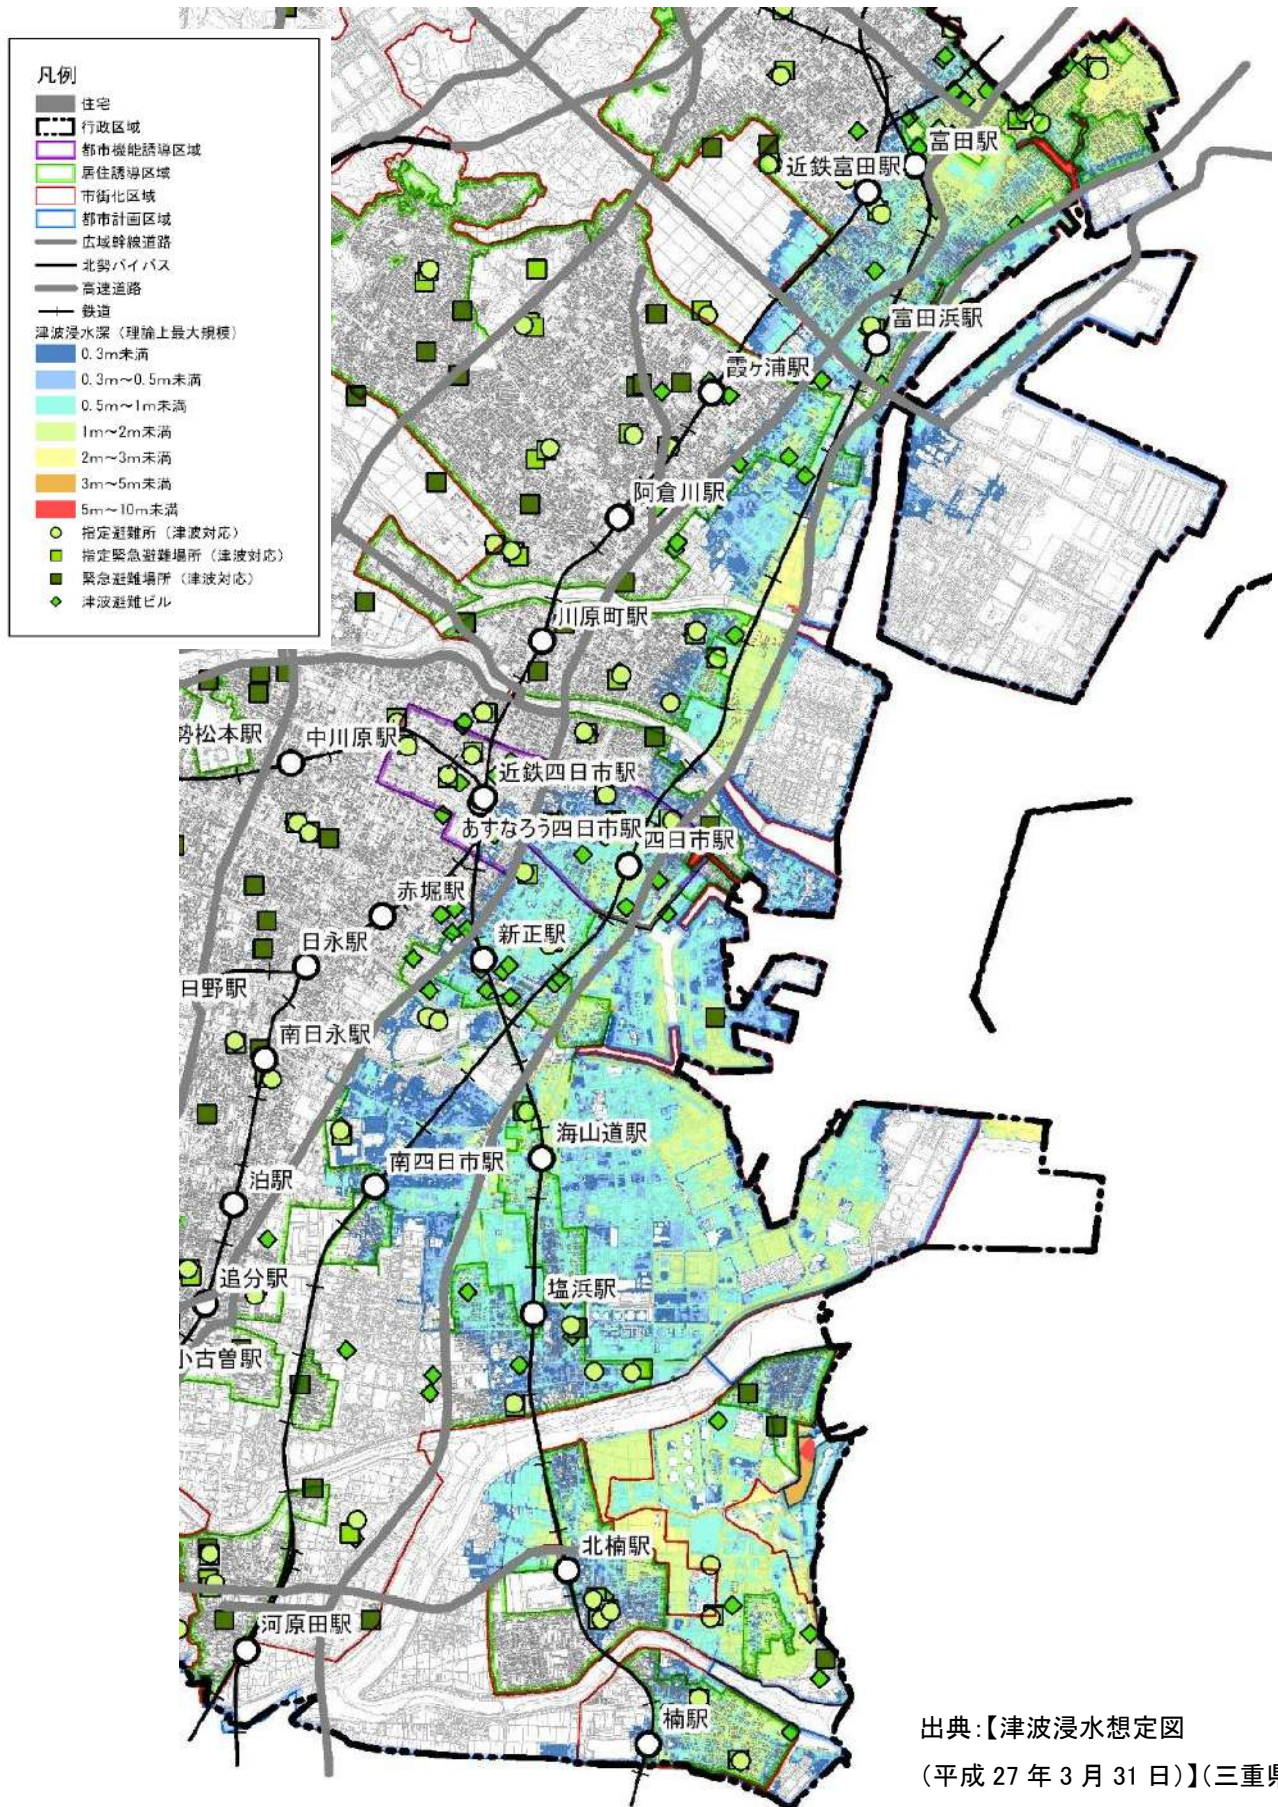 凡例
住宅
行政区域
都市機能誘導区域
居住誘導区域
市街化区域
都市計画区域
広域幹線道路
北勢バイパス
高速道路
鉄道
津波浸水深（理論上最大規模）
0.3m未満
0.3m～0.5m未満
0.5m～1m未満
1m～2m未満
2m～3m未満
3m～5m未満
5m～10m未満
指定避難所（津波対応）
指定緊急避難場所（津波対応）
緊急避難場所（津波対応）
津波避難ビル
富田駅
近鉄富田駅
富田浜駅
霞ヶ浦駅
阿倉川駅
川原町駅
勢松本駅
中川原駅
近鉄四日市駅
あすなろう四日市駅
四日市駅
赤堀駅
新正駅
日永駅
日野駅
南日永駅
海山道駅
南四日市駅
泊駅
追分駅
塩浜駅
小古曽駅
北楠駅
河原田駅
楠駅
出典：【津波浸水想定図
（平成 27 年 3 月 31 日）】（三重県